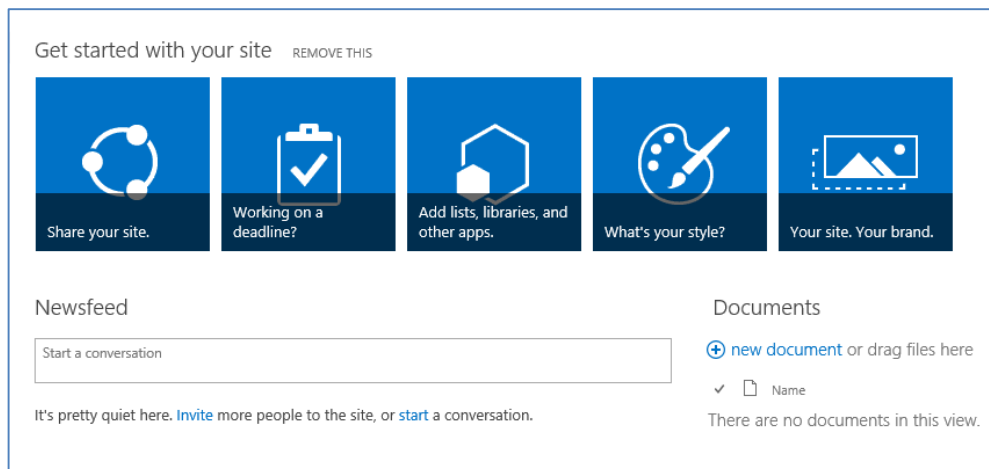 Get started with your site REMOVE THIS
Share your site.
Working on a
deadline?
Add lists, libraries, and
other apps.
What's your style?
Your site. Your brand.
Newsfeed
Start a conversation
It's pretty quiet here. Invite more people to the site, or start a conversation.
Documents
new document or drag files here
Name
There are no documents in this view.